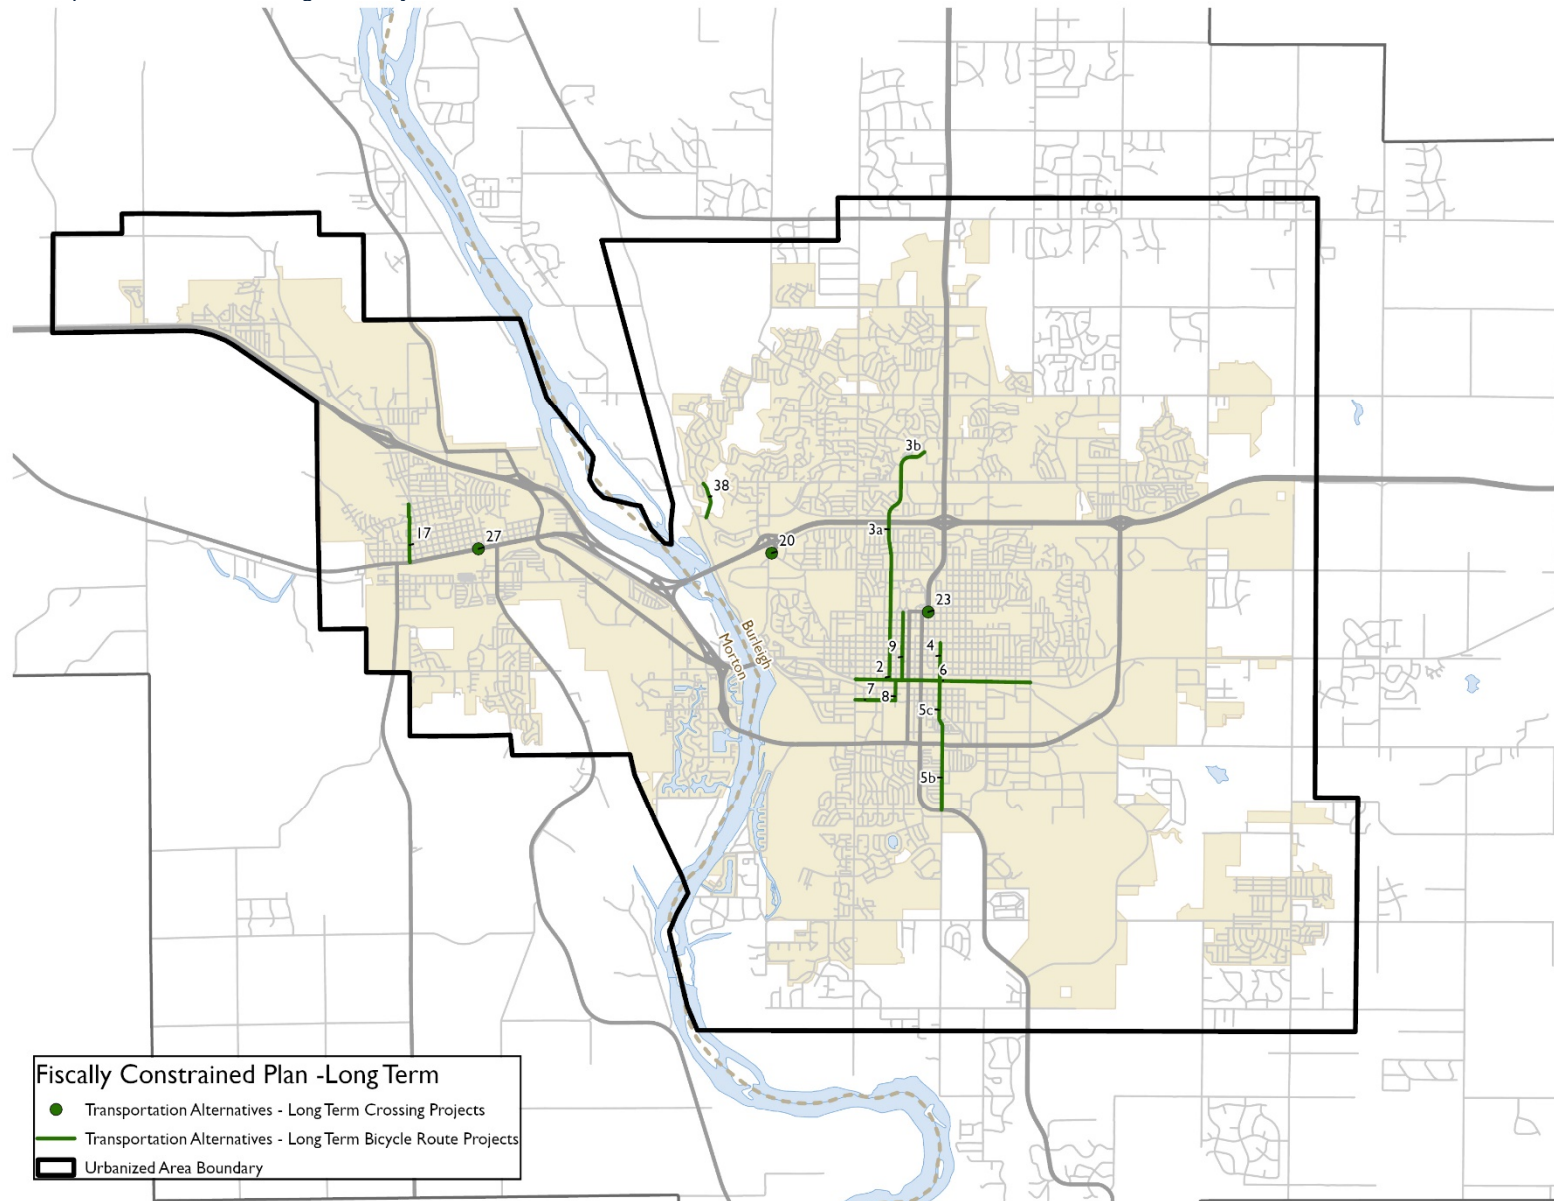 3b
38
3a
17
27
20
23
9
4
2
6
7
8
5c
5b
Burleigh
Morton
Fiscally Constrained Plan -Long Term
Transportation Alternatives - Long Term Crossing Projects
Transportation Alternatives - Long Term Bicycle Route Projects
Urbanized Area Boundary